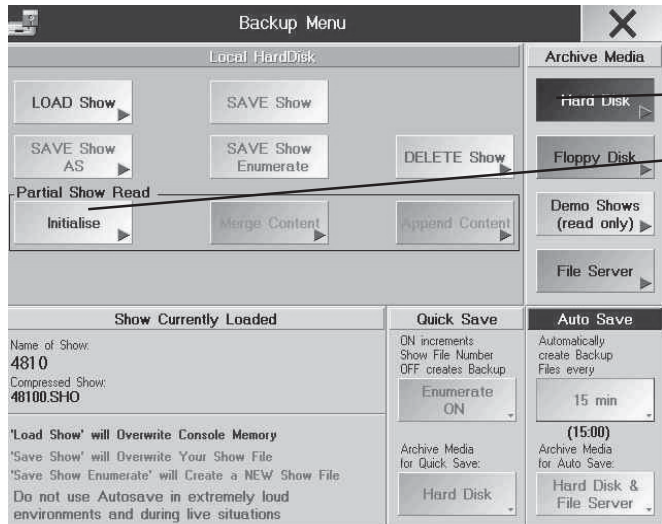 Backup Menu
Local HardDisk
LOAD Show
SAVE Show
SAVE Show
AS
SAVE Show
Enumerate
DELETE Show
Partial Show Read
Initialise
Merge Content
Append Content
Archive Media
Hard Disk
Floppy Disk
Demo Shows
(read only)
File Server
Show Currently Loaded
Name of Show:
4810
Compressed Show:
48100.SHO
'Load Show' will Overwrite Console Memory
'Save Show' will Overwrite Your Show File
'Save Show Enumerate' will Create a NEW Show File
Do not use Autosave in extremely loud
environments and during live situations
Quick Save
ON increments
Show File Number
OFF creates Backup
Enumerate
ON
Archive Media
for Quick Save:
Hard Disk
Auto Save
Automatically
create Backup
Files every
15 min
(15:00)
Archive Media
for Auto Save:
Hard Disk &
File Server